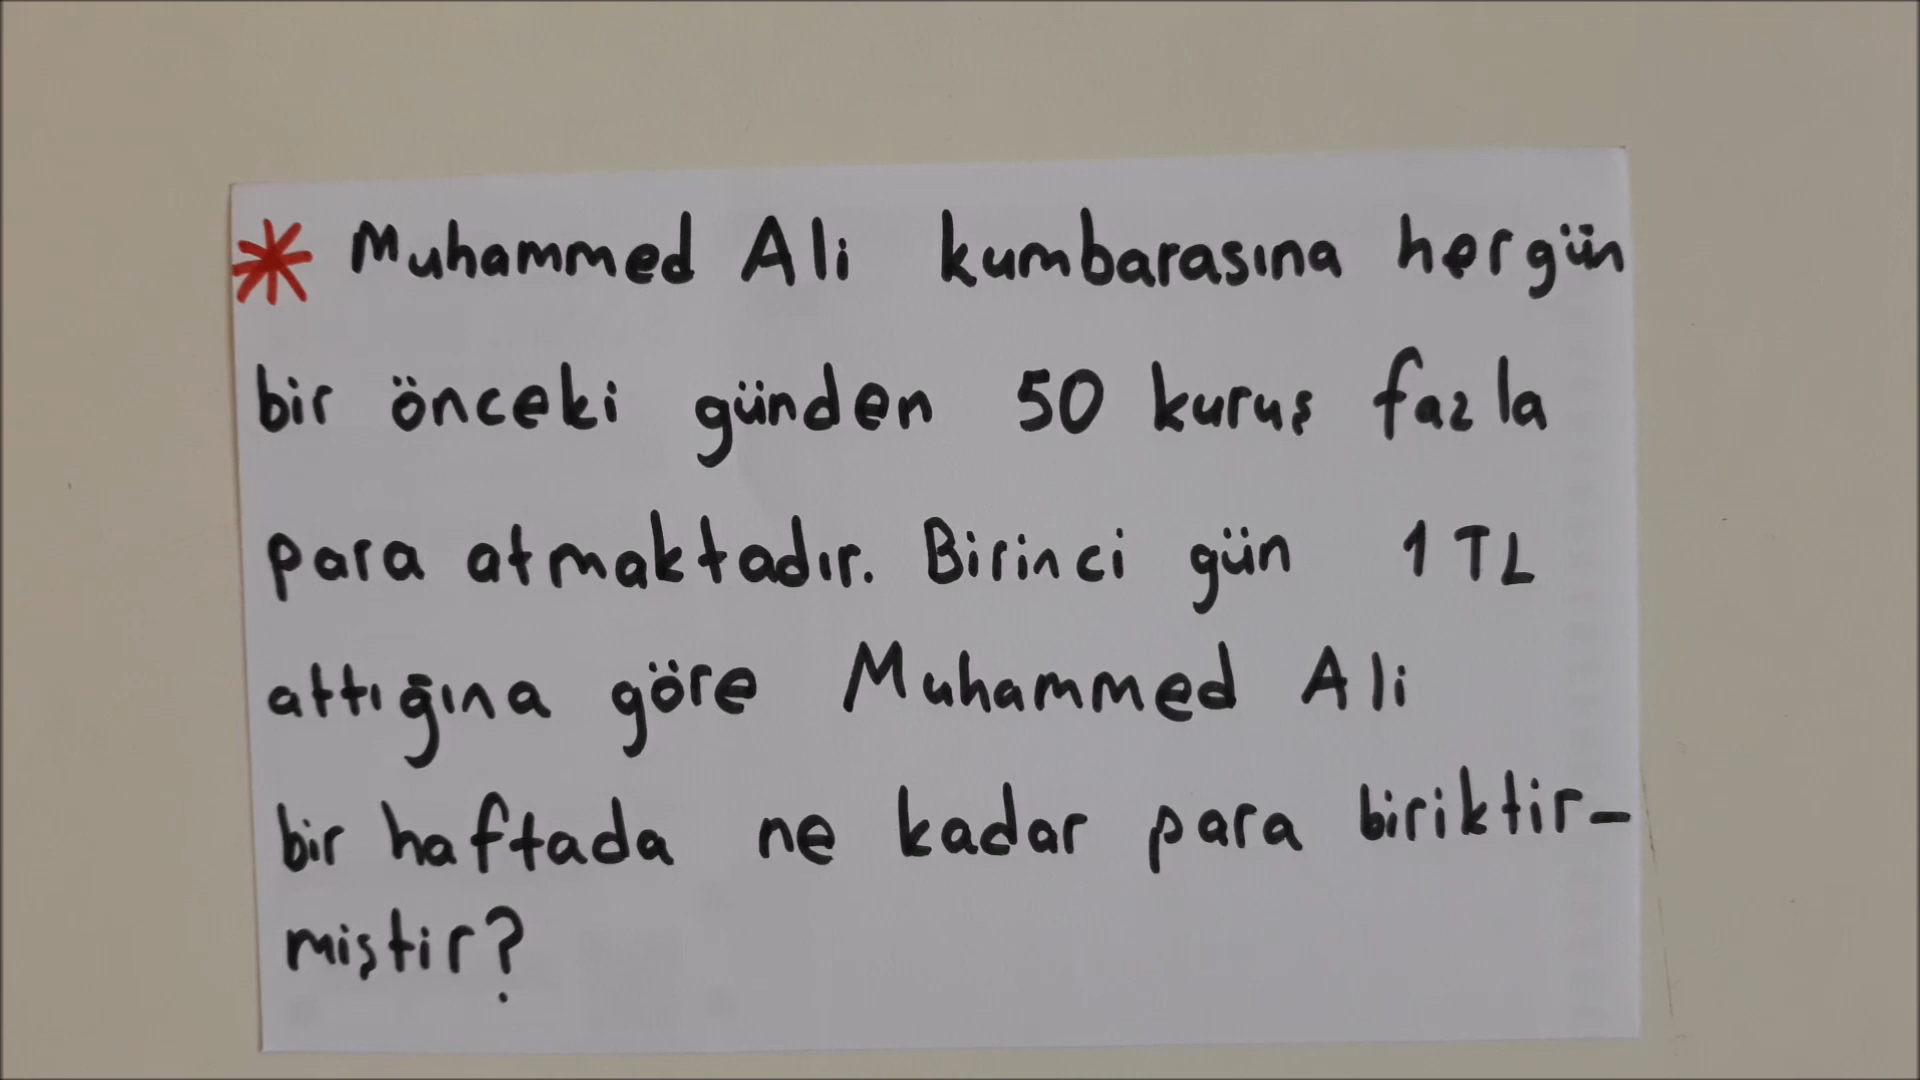 * Muhammed Ali kumbarasına hergün
bir önceki günden 50 kuruş fazla
para atmaktadır. Birinci gün 1 TL
attığına göre Muhammed Ali
bir haftada ne kadar para biriktir-
miştir?